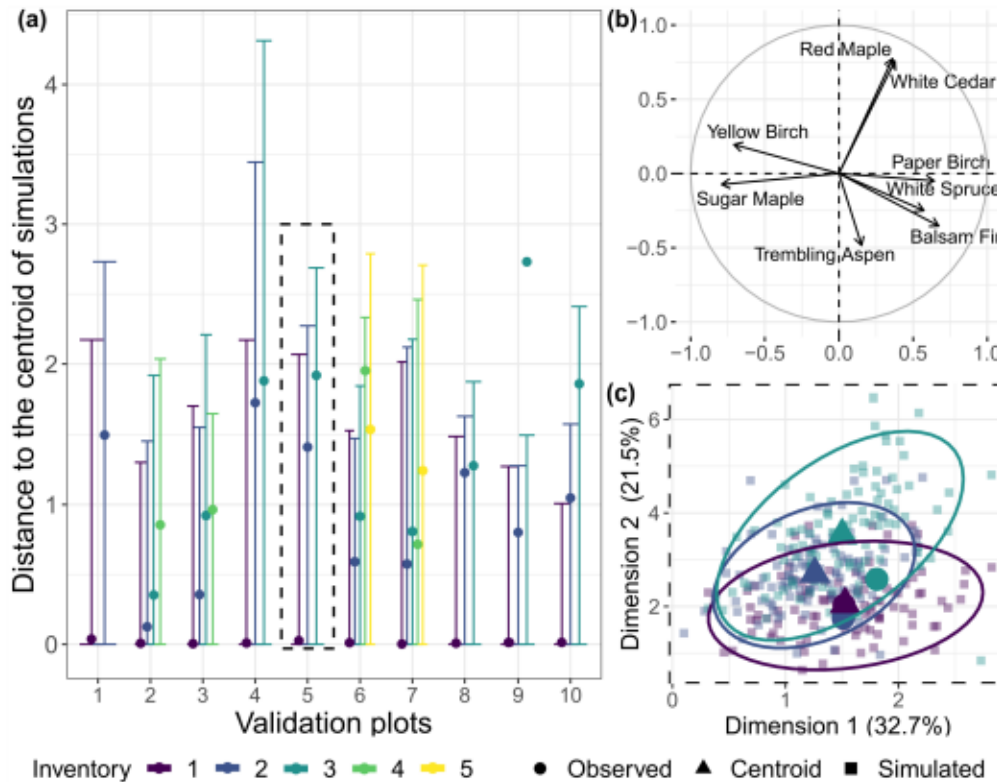 (a)
Distance to the centroid of simulations
4
3
2
1
0
1 2 3 4 5 6 7 8 9 10
Validation plots
(b)
1.0
0.5
0.0
−0.5
−1.0
Red Maple
White Cedar
Yellow Birch
Paper Birch
White Spruce
Sugar Maple
Balsam Fir
Trembling Aspen
−1.0 −0.5 0.0 0.5 1.0
(c)
Dimension 2 (21.5%)
6
4
2
0 1 2
Dimension 1 (32.7%)
Inventory 1 2 3 4 5 Observed Centroid Simulated